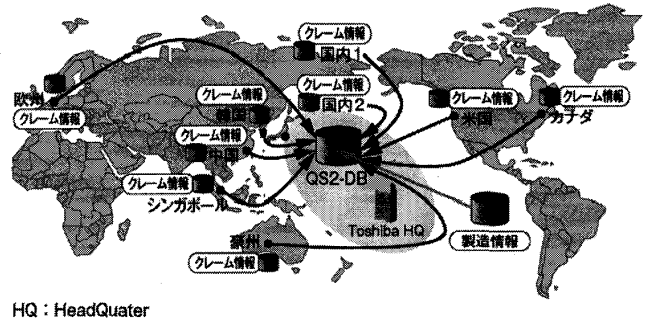 クレーム情報
国内1
クレーム情報
国内2
欧州
クレーム情報
クレーム情報
韓国
クレーム情報
中国
クレーム情報
シンガポール
クレーム情報
米国
クレーム情報
カナダ
QS2-DB
Toshiba HQ
製造情報
豪州
クレーム情報
HQ:HeadQuater